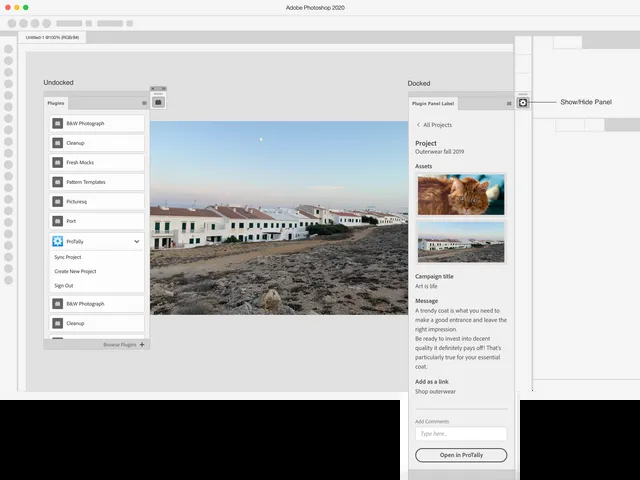 Adobe Photoshop 2020
Untitled-1 @100% (RGB/8#)
Undocked
Docked
Plugins
B&W Photograph
Cleanup
Fresh Mocks
Pattern Templates
Picturesq
Port
ProTally
Sync Project
Create New Project
Sign Out
B&W Photograph
Cleanup
Browse Plugins +
Plugin Panel Label
Show/Hide Panel
< All Projects
Project
Outerwear fall 2019
Assets
Campaign title
Art is life
Message
A trendy coat is what you need to
make a good entrance and leave the
right impression.
Be ready to invest into decent
quality it definitely pays off! That's
particularly true for your essential
coat.
Add as a link
Shop outerwear
Add Comments
Type here..
Open in ProTally